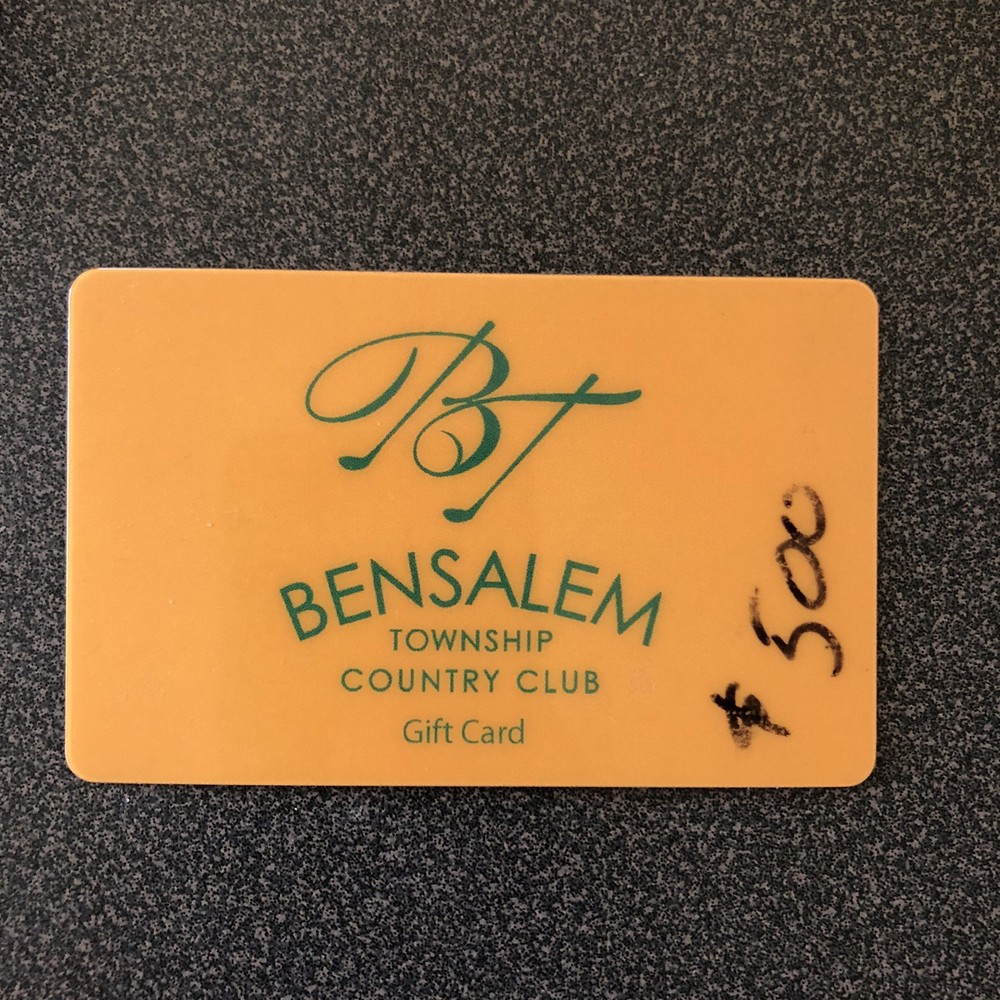 BT
BENSALEM
TOWNSHIP
COUNTRY CLUB
Gift Card
$ 500